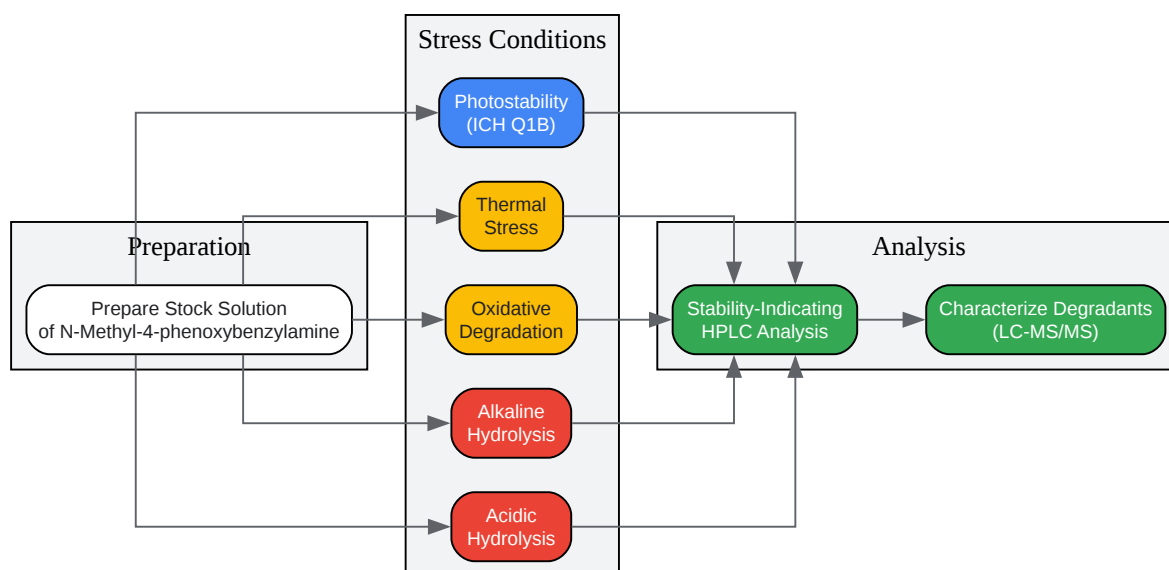 Stress Conditions
Photostability
(ICH Q1B)
Thermal
Stress
Preparation
Analysis
Prepare Stock Solution
of N-Methyl-4-phenoxybenzylamine
Oxidative
Degradation
Stability-Indicating
HPLC Analysis
Characterize Degradants
(LC-MS/MS)
Alkaline
Hydrolysis
Acidic
Hydrolysis